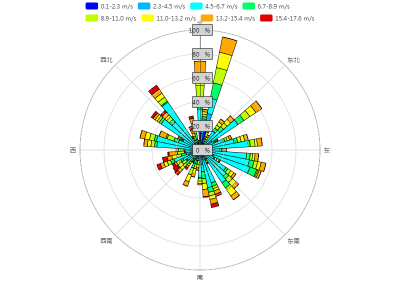 0.1-2.3 m/s 2.3-4.5 m/s 4.5-6.7 m/s 6.7-8.9 m/s
8.9-11.0 m/s 11.0-13.2 m/s 13.2-15.4 m/s 15.4-17.6 m/s
100 %
80 %
西北
东北
60 %
40 %
20 %
西
0 %
东
西南
东南
南